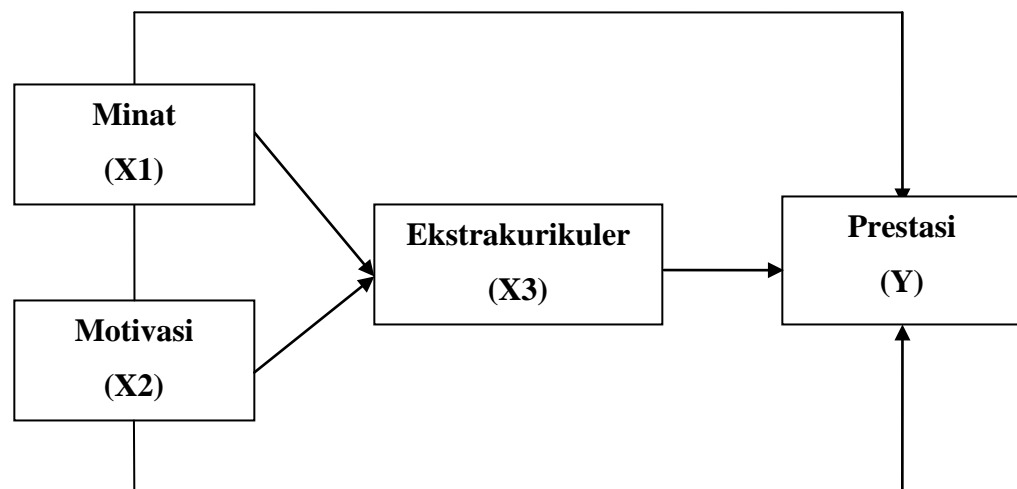 Minat
(X1)
Ekstrakurikuler
(X3)
Prestasi
(Y)
Motivasi
(X2)